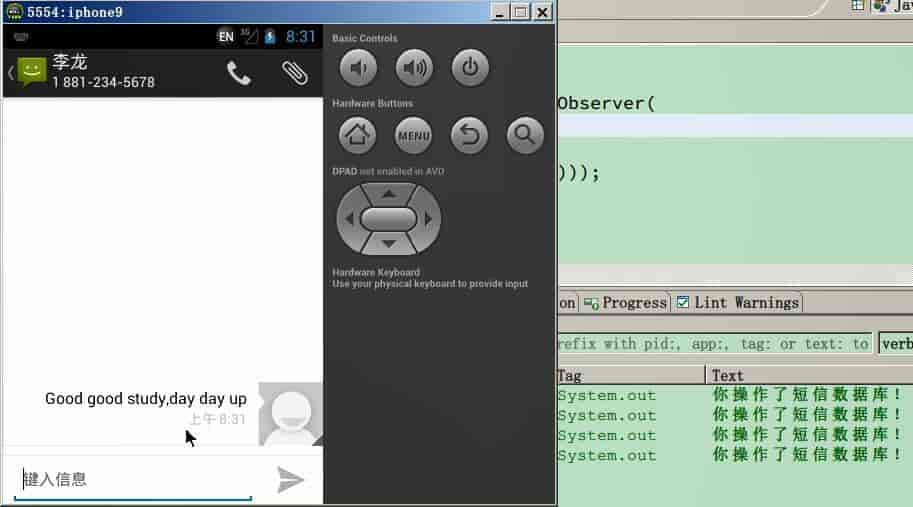 5554:iphone9
EN 3G 8:31
李龙
1 881-234-5678
Good good study,day day up
上午 8:31
键入信息
Basic Controls
Hardware Buttons
MENU
DPAD not enabled in AVD
Hardware Keyboard
Use your physical keyboard to provide input
Jav
Observer(
)));
on Progress Lint Warnings
refix with pid:, app:, tag: or text: to verb
Tag Text
System.out 你操作了短信数据库！
System.out 你操作了短信数据库！
System.out 你操作了短信数据库！
System.out 你操作了短信数据库！